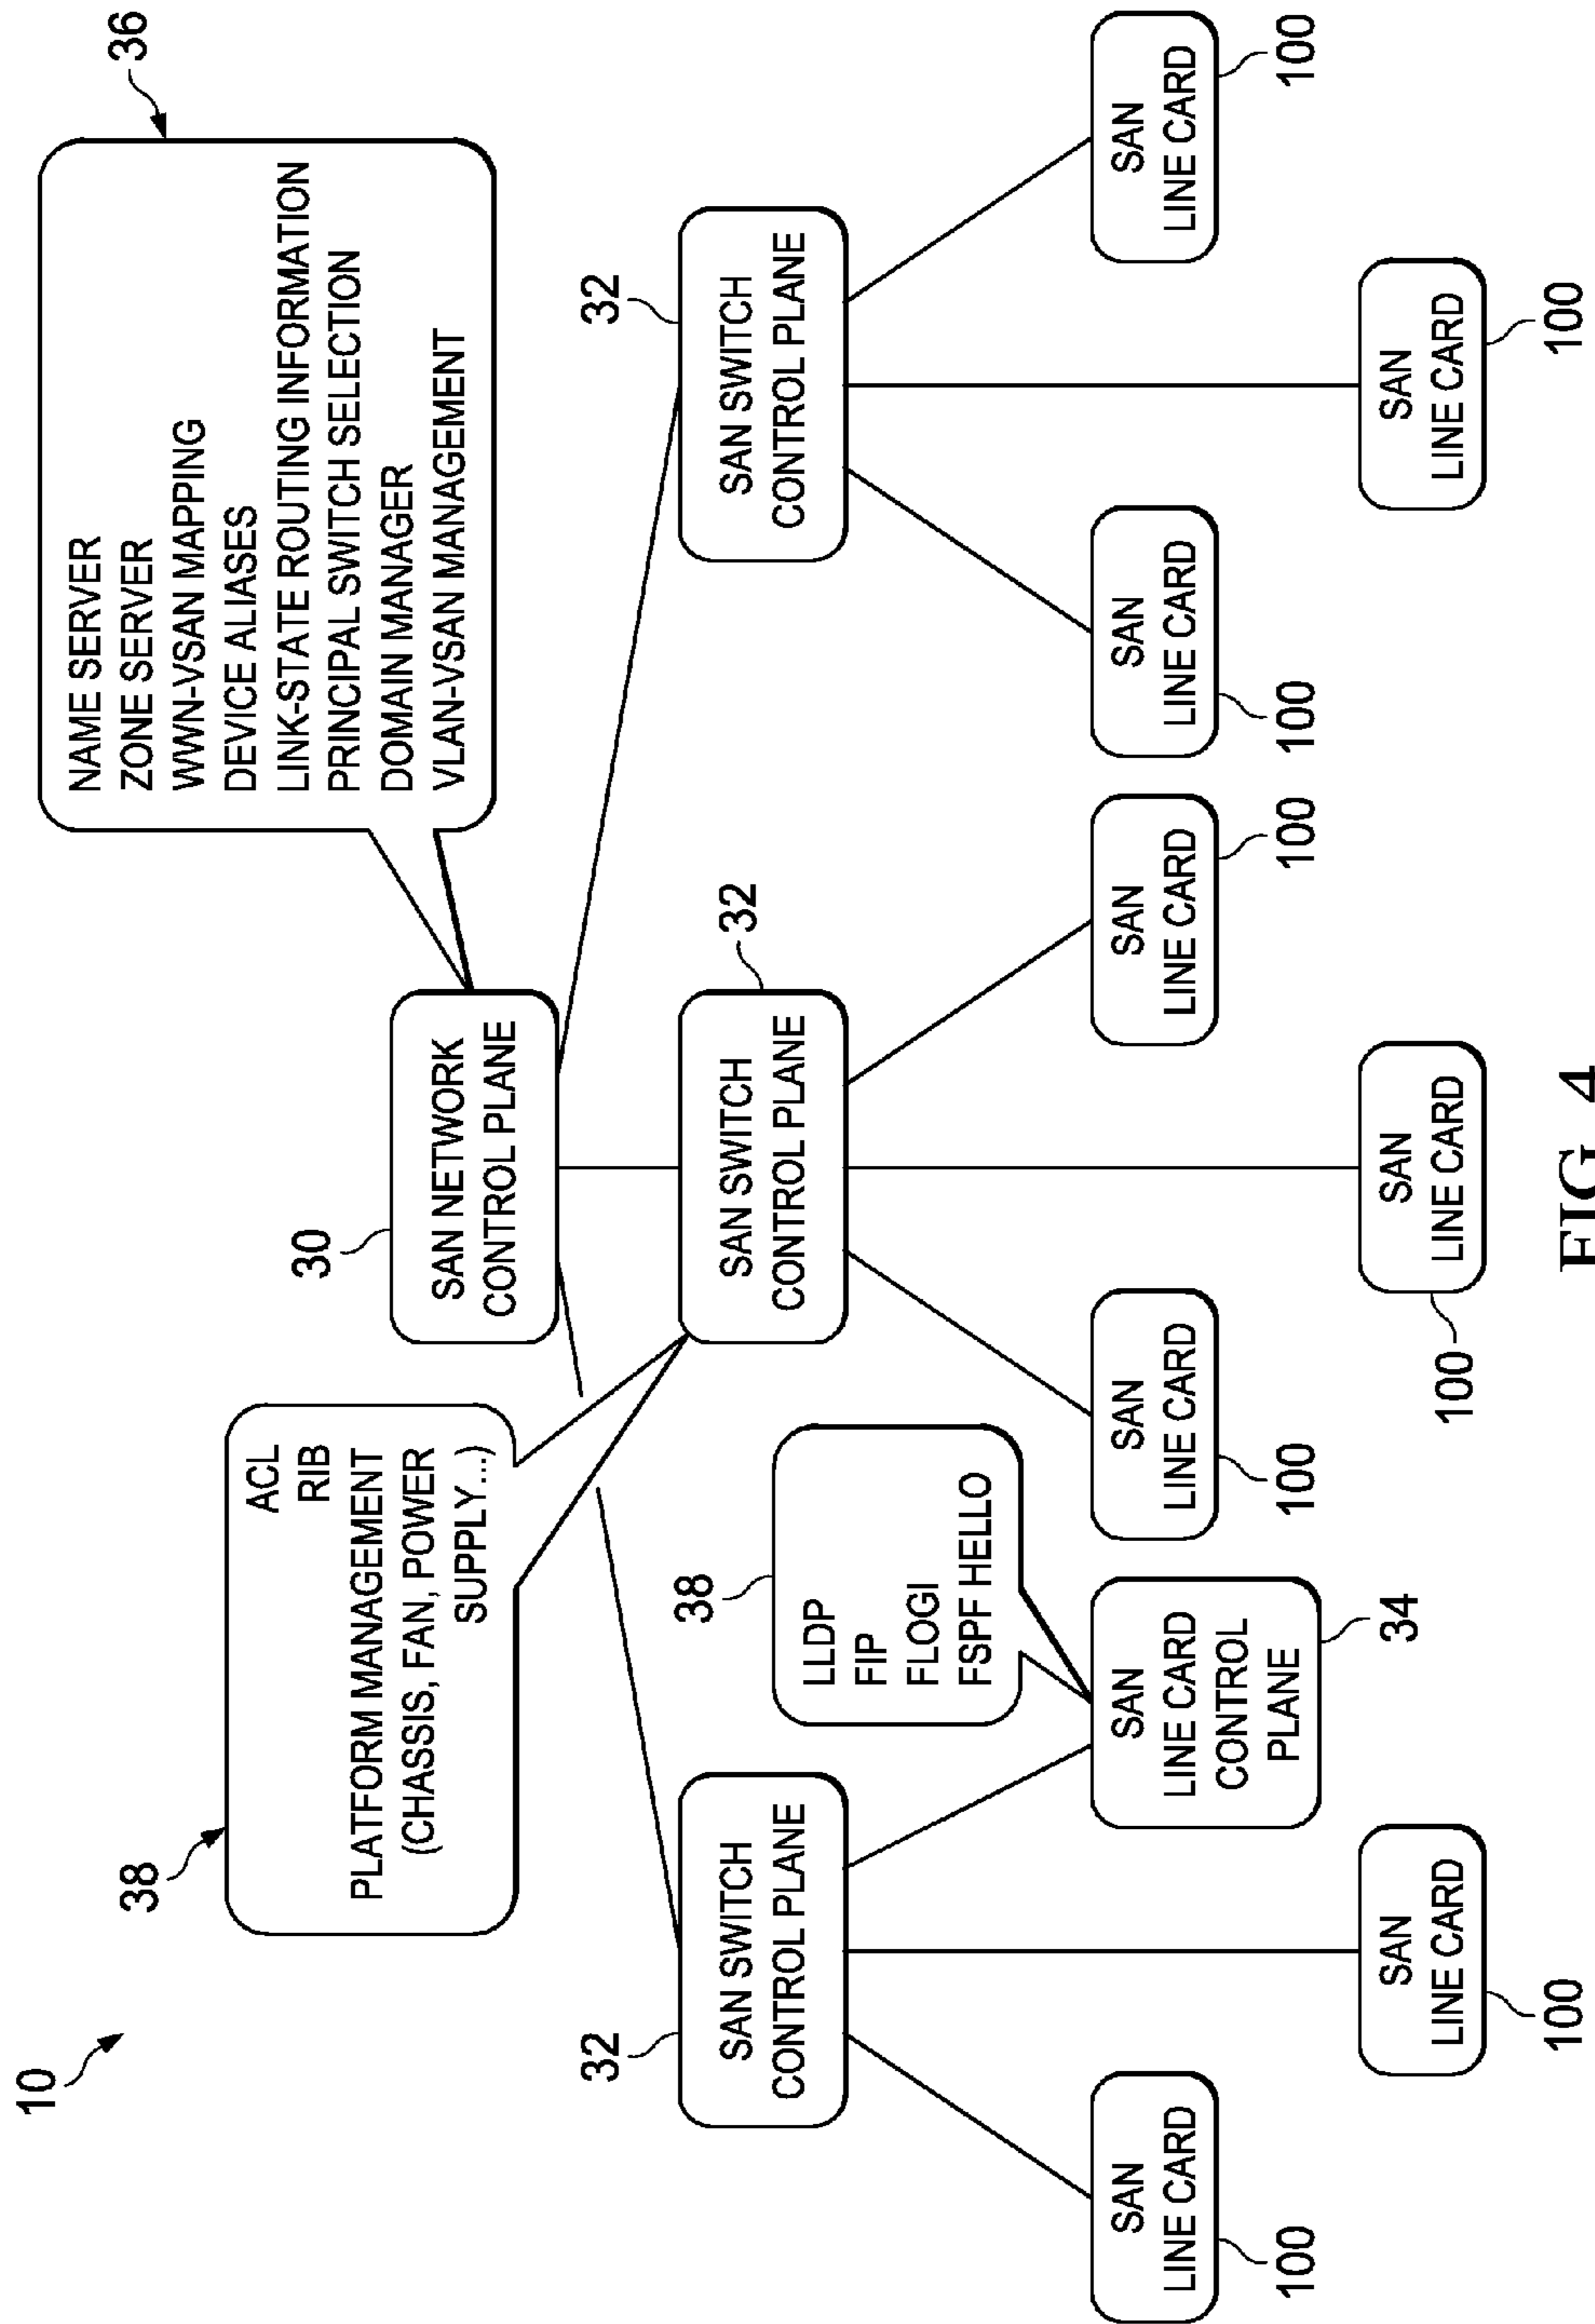 10
36
NAME SERVER
ZONE SERVER
WWN-VSAN MAPPING
DEVICE ALIASES
LINK-STATE ROUTING INFORMATION
PRINCIPAL SWITCH SELECTION
DOMAIN MANAGER
VLAN-VSAN MANAGEMENT
38
ACL
RIB
PLATFORM MANAGEMENT
(CHASSIS, FAN, POWER
SUPPLY...)
30
SAN NETWORK
CONTROL PLANE
32
SAN SWITCH
CONTROL PLANE
32
SAN SWITCH
CONTROL PLANE
32
SAN SWITCH
CONTROL PLANE
38
LLDP
FIP
FLOGI
FSPF HELLO
SAN
LINE CARD
100
SAN
LINE CARD
CONTROL
PLANE
34
SAN
LINE CARD
100
SAN
LINE CARD
100
SAN
LINE CARD
100
SAN
LINE CARD
100
SAN
LINE CARD
100
SAN
LINE CARD
100
SAN
LINE CARD
100
FIG. 4